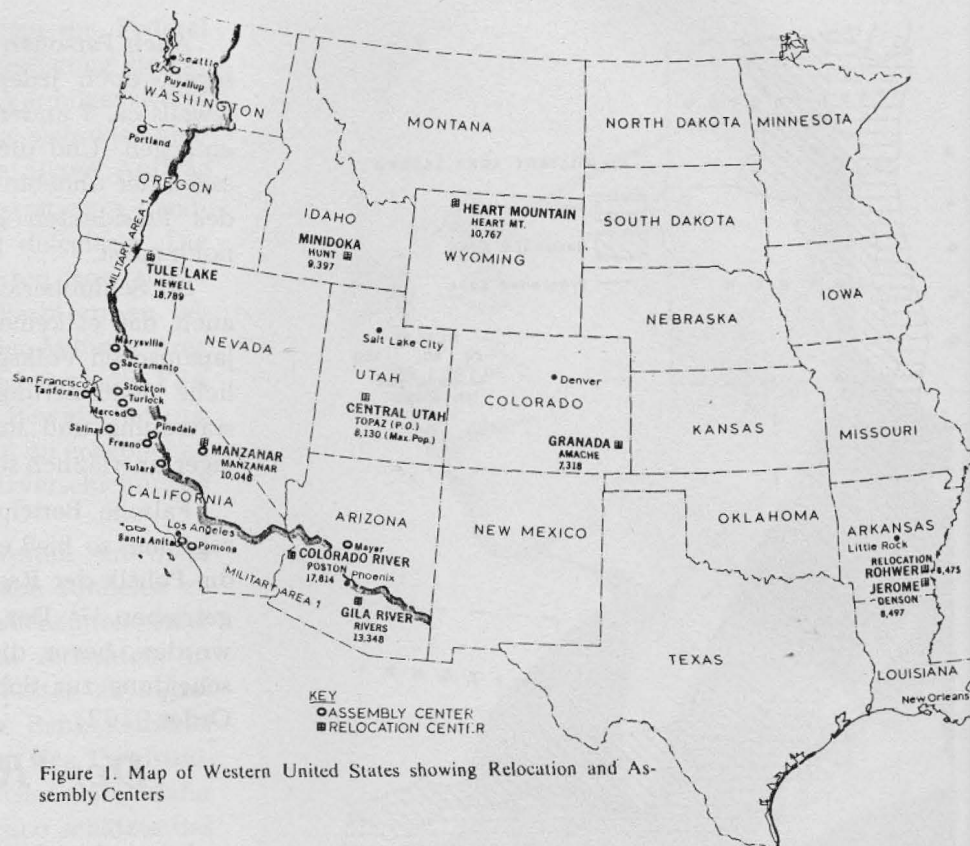 Seattle
Puyallup
WASHINGTON
Portland
OREGON
MILITARY AREA 1
MONTANA
NORTH DAKOTA
MINNESOTA
IDAHO
MINIDOKA
HUNT
9,397
HEART MOUNTAIN
HEART MT.
10,767
WYOMING
SOUTH DAKOTA
TULE LAKE
NEWELL
18,789
NEVADA
IOWA
NEBRASKA
Salt Lake City
UTAH
CENTRAL UTAH
TOPAZ (P.O.)
8,130 (Max. Pop.)
Denver
COLORADO
GRANADA
AMACHE
7,318
KANSAS
MISSOURI
Marysville
Sacramento
San Francisco
Tanforan
Stockton
Turlock
Merced
Salinas
Pinedale
Fresno
Tulare
MANZANAR
MANZANAR
10,046
CALIFORNIA
Los Angeles
Santa Anita
Pomona
MILITARY AREA 1
ARIZONA
Mayer
COLORADO RIVER
POSTON
17,814
Phoenix
GILA RIVER
RIVERS
13,348
NEW MEXICO
OKLAHOMA
ARKANSAS
Little Rock
RELOCATION
ROHWER
8,475
JEROME
DENSON
8,497
TEXAS
LOUISIANA
New Orleans
KEY
ASSEMBLY CENTER
RELOCATION CENTER
Figure 1. Map of Western United States showing Relocation and As-
sembly Centers